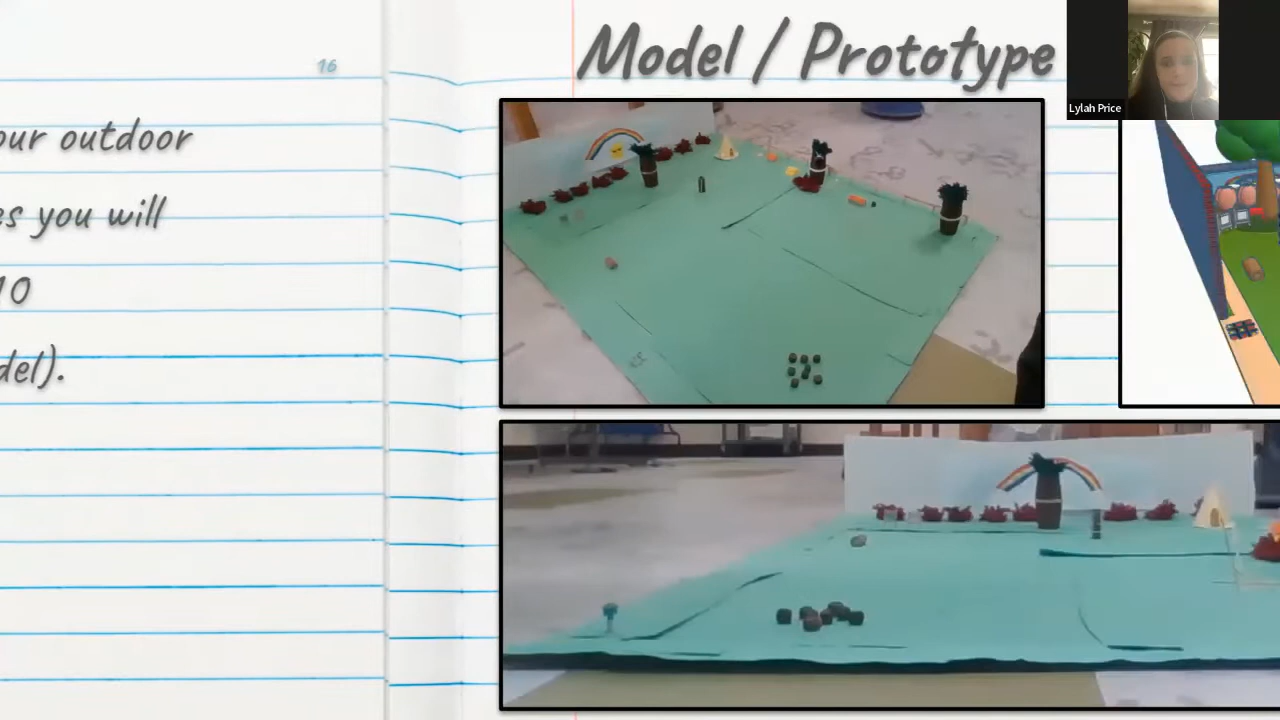 16
our outdoor
es you will
10
del).
Model / Prototype
Lylah Price